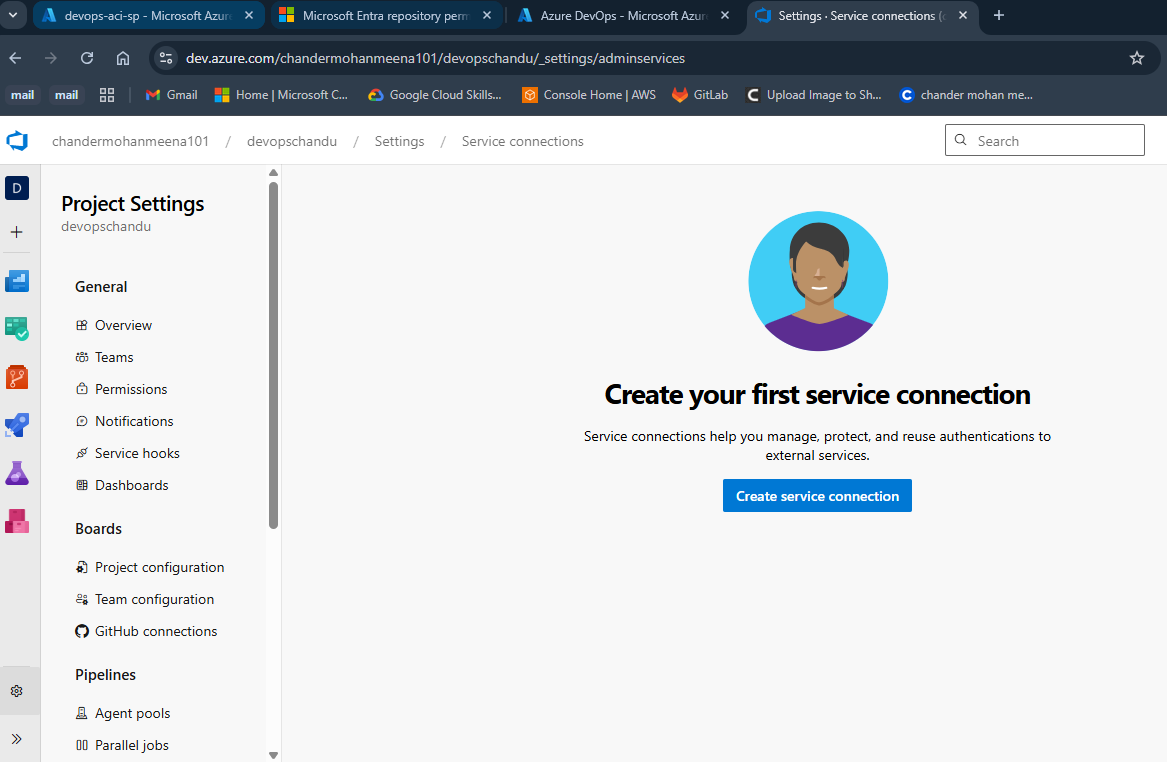 devops-aci-sp - Microsoft Azur
Microsoft Entra repository perm
Azure DevOps - Microsoft Azur
Settings · Service connections (
dev.azure.com/chandermohanmeena101/devopschandu/_settings/adminservices
mail
mail
Gmail
Home | Microsoft C...
Google Cloud Skills...
Console Home | AWS
GitLab
Upload Image to Sh...
chander mohan me...
chandermohanmeena101 / devopschandu / Settings / Service connections
Search
D
Project Settings
devopschandu
General
Overview
Teams
Permissions
Notifications
Service hooks
Dashboards
Boards
Project configuration
Team configuration
GitHub connections
Pipelines
Agent pools
Parallel jobs
Create your first service connection
Service connections help you manage, protect, and reuse authentications to
external services.
Create service connection